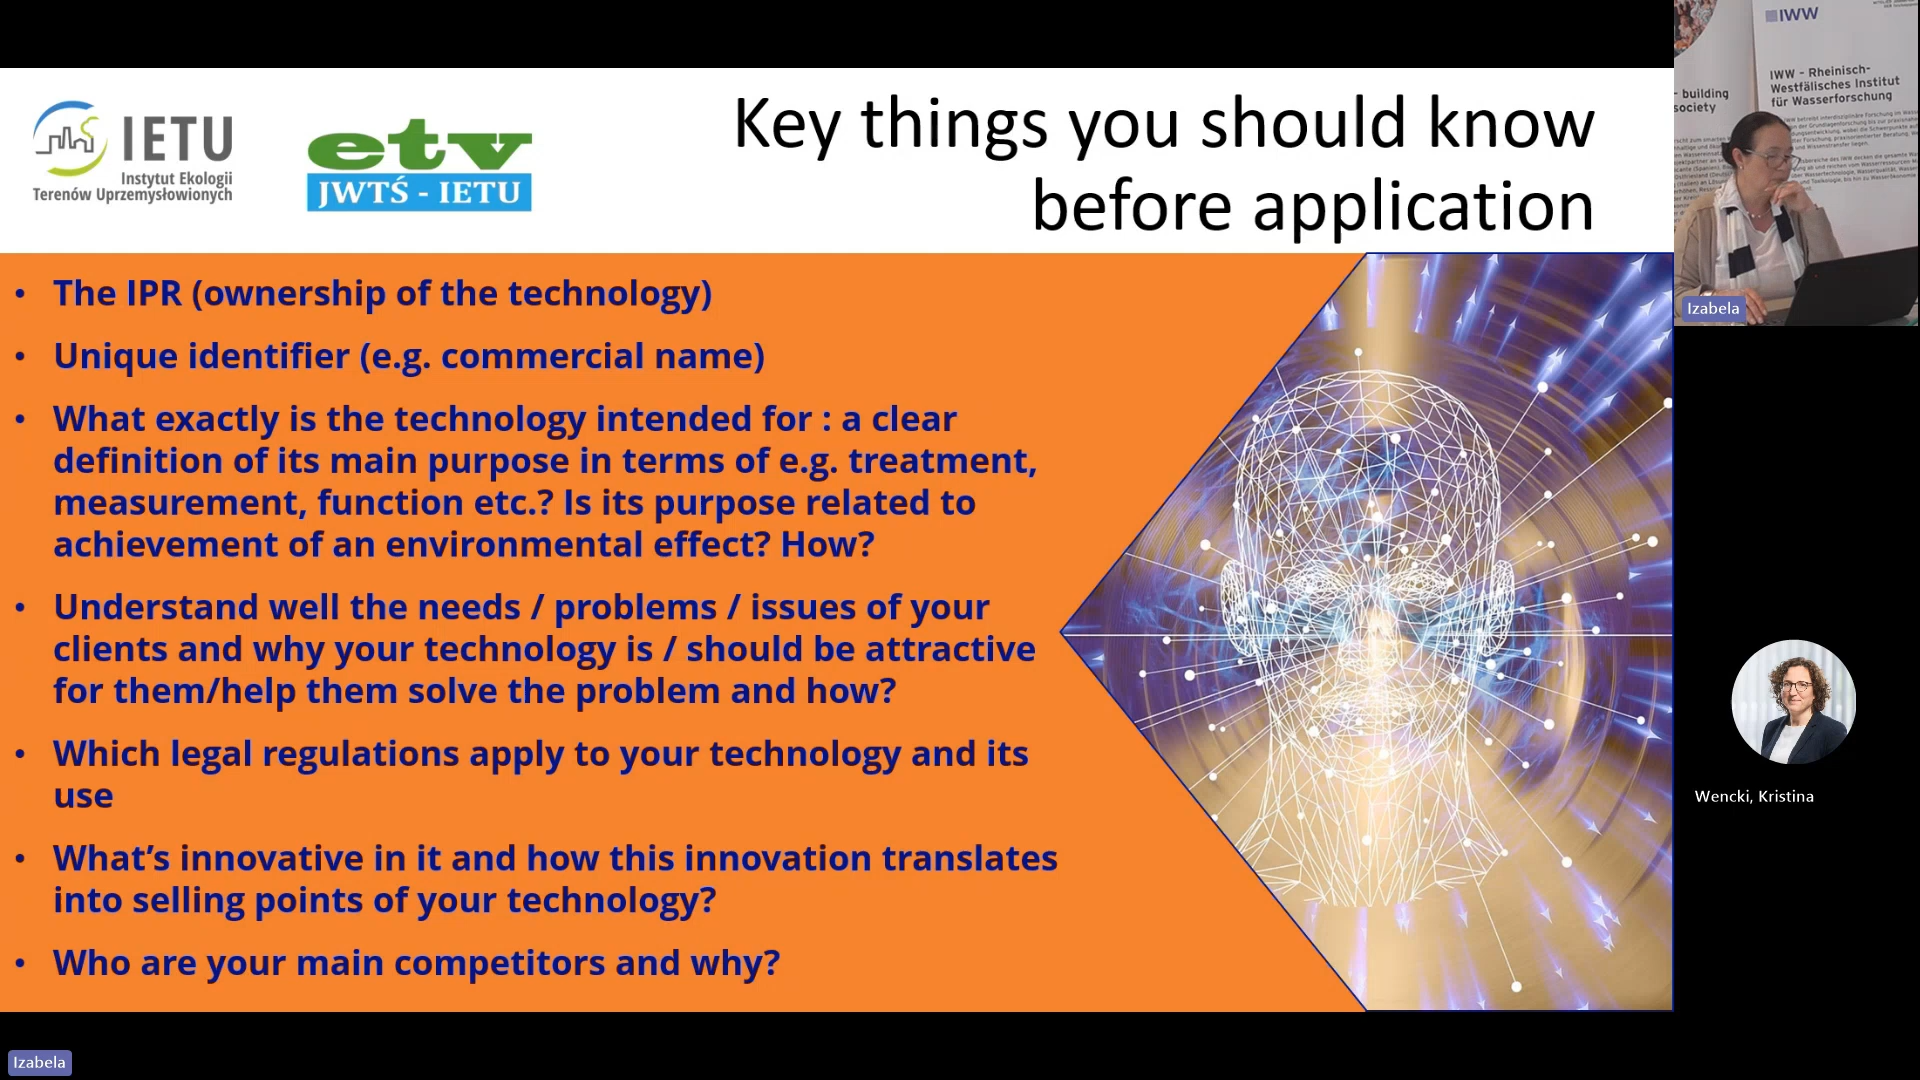 IETU
Instytut Ekologii
Terenów Uprzemysłowionych
etv
JWTŚ - IETU
Key things you should know
before application
• The IPR (ownership of the technology)
• Unique identifier (e.g. commercial name)
• What exactly is the technology intended for : a clear
definition of its main purpose in terms of e.g. treatment,
measurement, function etc.? Is its purpose related to
achievement of an environmental effect? How?
• Understand well the needs / problems / issues of your
clients and why your technology is / should be attractive
for them/help them solve the problem and how?
• Which legal regulations apply to your technology and its
use
• What’s innovative in it and how this innovation translates
into selling points of your technology?
• Who are your main competitors and why?
IWW
building
society
IWW - Rheinisch-
Westfälisches Institut
für Wasserforschung
Izabela
Wencki, Kristina
Izabela